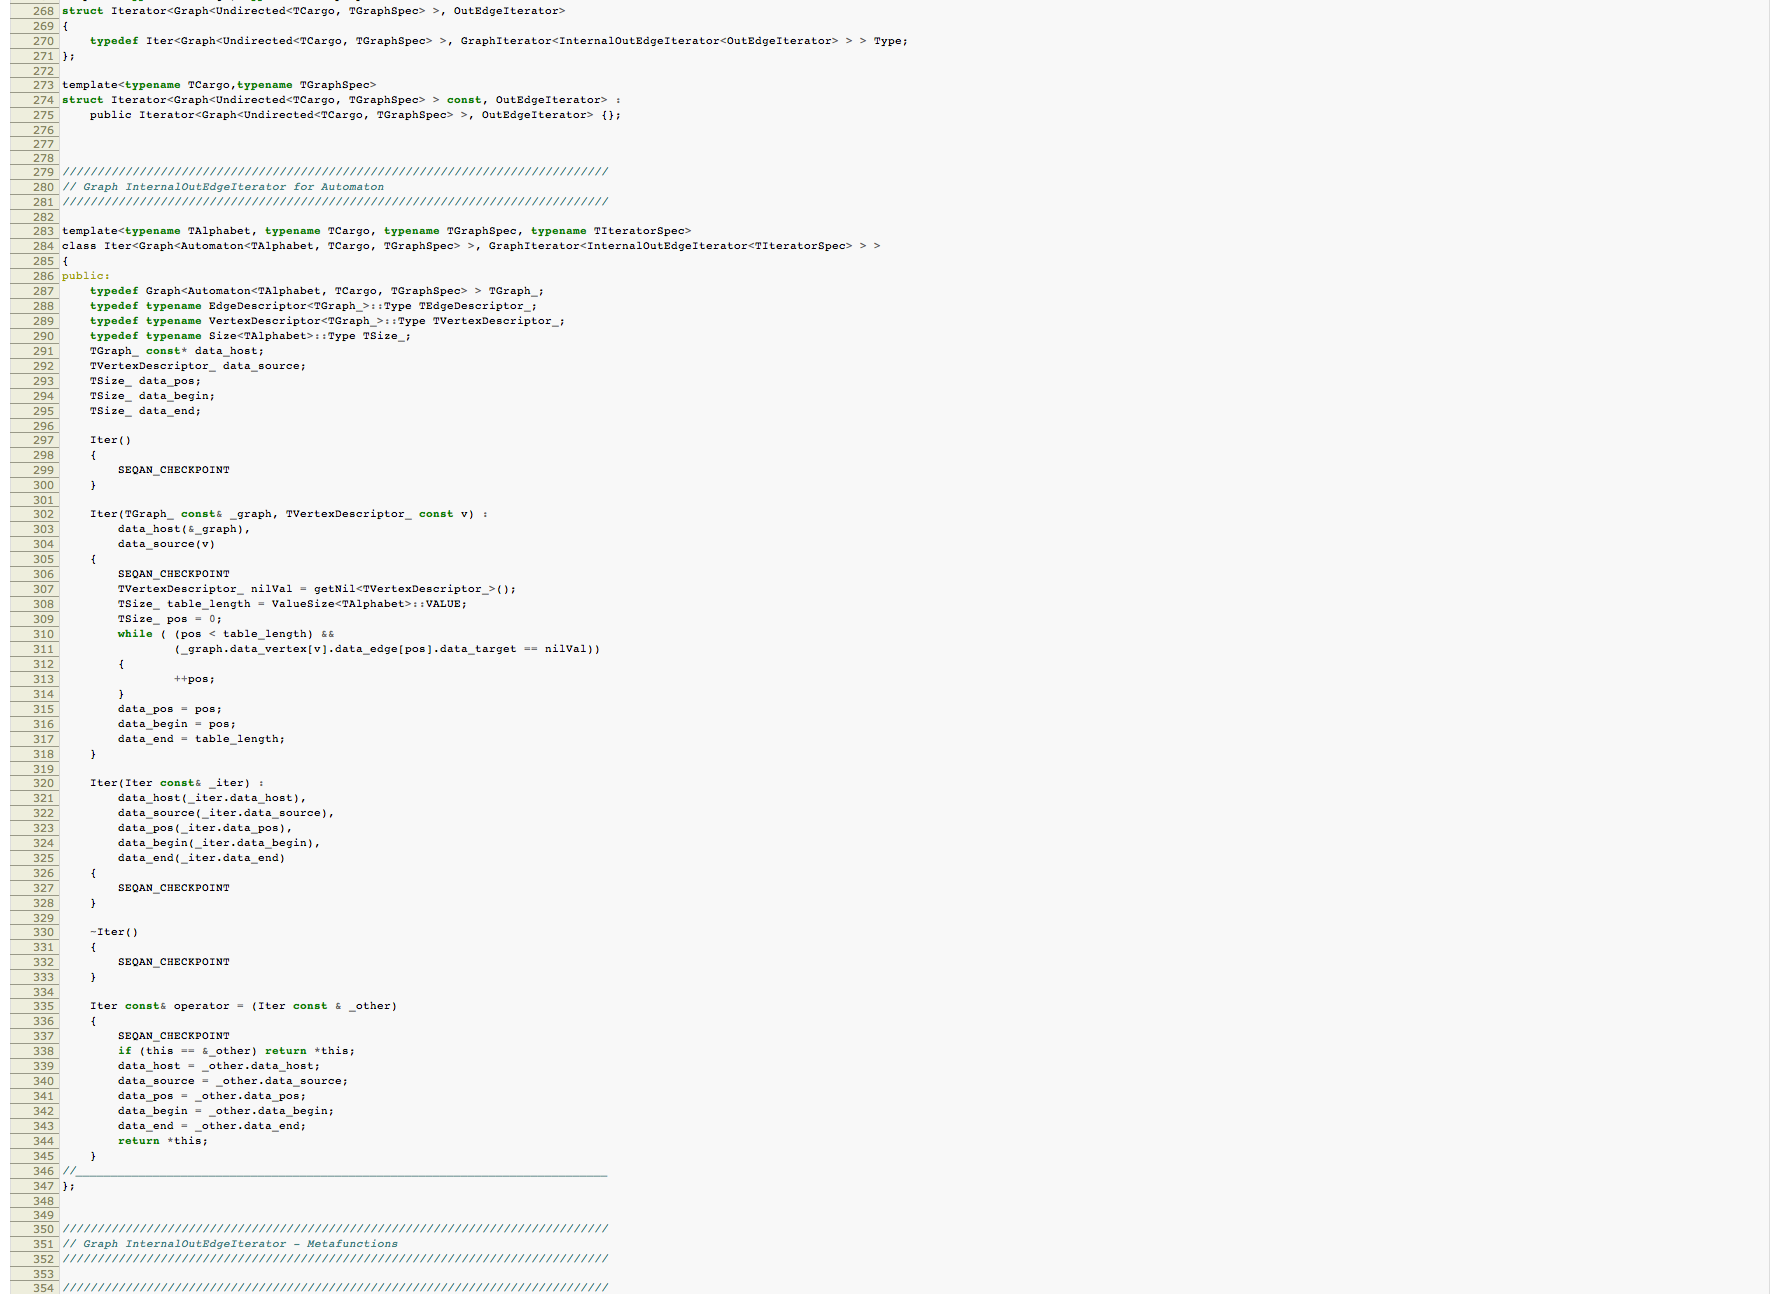 268 struct Iterator<Graph<Undirected<TCargo, TGraphSpec> >, OutEdgeIterator>
269 {
270     typedef Iter<Graph<Undirected<TCargo, TGraphSpec> >, GraphIterator<InternalOutEdgeIterator<OutEdgeIterator> > > Type;
271 };
272
273 template<typename TCargo,typename TGraphSpec>
274 struct Iterator<Graph<Undirected<TCargo, TGraphSpec> > const, OutEdgeIterator> :
275     public Iterator<Graph<Undirected<TCargo, TGraphSpec> >, OutEdgeIterator> {};
276
277
278
279 //////////////////////////////////////////////////////////////////////////////
280 // Graph InternalOutEdgeIterator for Automaton
281 //////////////////////////////////////////////////////////////////////////////
282
283 template<typename TAlphabet, typename TCargo, typename TGraphSpec, typename TIteratorSpec>
284 class Iter<Graph<Automaton<TAlphabet, TCargo, TGraphSpec> >, GraphIterator<InternalOutEdgeIterator<TIteratorSpec> > >
285 {
286 public:
287     typedef Graph<Automaton<TAlphabet, TCargo, TGraphSpec> > TGraph_;
288     typedef typename EdgeDescriptor<TGraph_>::Type TEdgeDescriptor_;
289     typedef typename VertexDescriptor<TGraph_>::Type TVertexDescriptor_;
290     typedef typename Size<TAlphabet>::Type TSize_;
291     TGraph_ const* data_host;
292     TVertexDescriptor_ data_source;
293     TSize_ data_pos;
294     TSize_ data_begin;
295     TSize_ data_end;
296
297     Iter()
298     {
299         SEQAN_CHECKPOINT
300     }
301
302     Iter(TGraph_ const& _graph, TVertexDescriptor_ const v) :
303         data_host(&_graph),
304         data_source(v)
305     {
306         SEQAN_CHECKPOINT
307         TVertexDescriptor_ nilVal = getNil<TVertexDescriptor_>();
308         TSize_ table_length = ValueSize<TAlphabet>::VALUE;
309         TSize_ pos = 0;
310         while ( (pos < table_length) &&
311                 (_graph.data_vertex[v].data_edge[pos].data_target == nilVal))
312         {
313                 ++pos;
314         }
315         data_pos = pos;
316         data_begin = pos;
317         data_end = table_length;
318     }
319
320     Iter(Iter const& _iter) :
321         data_host(_iter.data_host),
322         data_source(_iter.data_source),
323         data_pos(_iter.data_pos),
324         data_begin(_iter.data_begin),
325         data_end(_iter.data_end)
326     {
327         SEQAN_CHECKPOINT
328     }
329
330     ~Iter()
331     {
332         SEQAN_CHECKPOINT
333     }
334
335     Iter const& operator = (Iter const & _other)
336     {
337         SEQAN_CHECKPOINT
338         if (this == &_other) return *this;
339         data_host = _other.data_host;
340         data_source = _other.data_source;
341         data_pos = _other.data_pos;
342         data_begin = _other.data_begin;
343         data_end = _other.data_end;
344         return *this;
345     }
346 //____________________________________________________________________________
347 };
348
349
350 //////////////////////////////////////////////////////////////////////////////
351 // Graph InternalOutEdgeIterator - Metafunctions
352 //////////////////////////////////////////////////////////////////////////////
353
354 //////////////////////////////////////////////////////////////////////////////